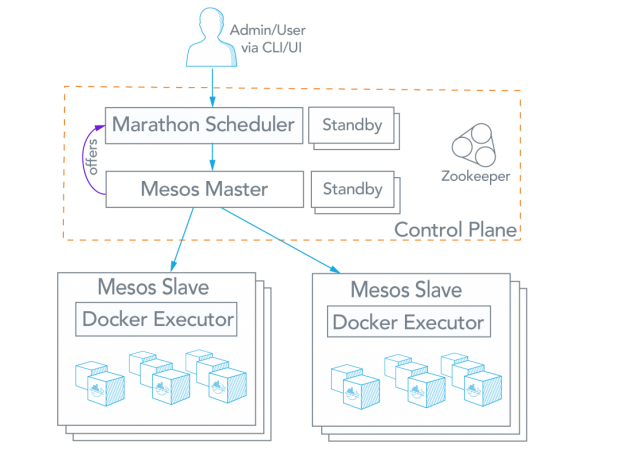 Admin/User
via CLI/UI
Marathon Scheduler
Standby
offers
Mesos Master
Standby
Zookeeper
Control Plane
Mesos Slave
Docker Executor
Mesos Slave
Docker Executor